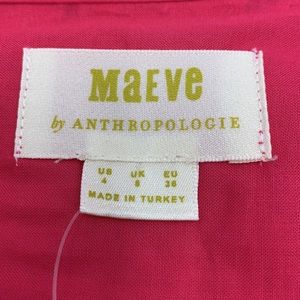 MaEve
by ANTHROPOLOGIE
US UK EU
4 8 36
MADE IN TURKEY